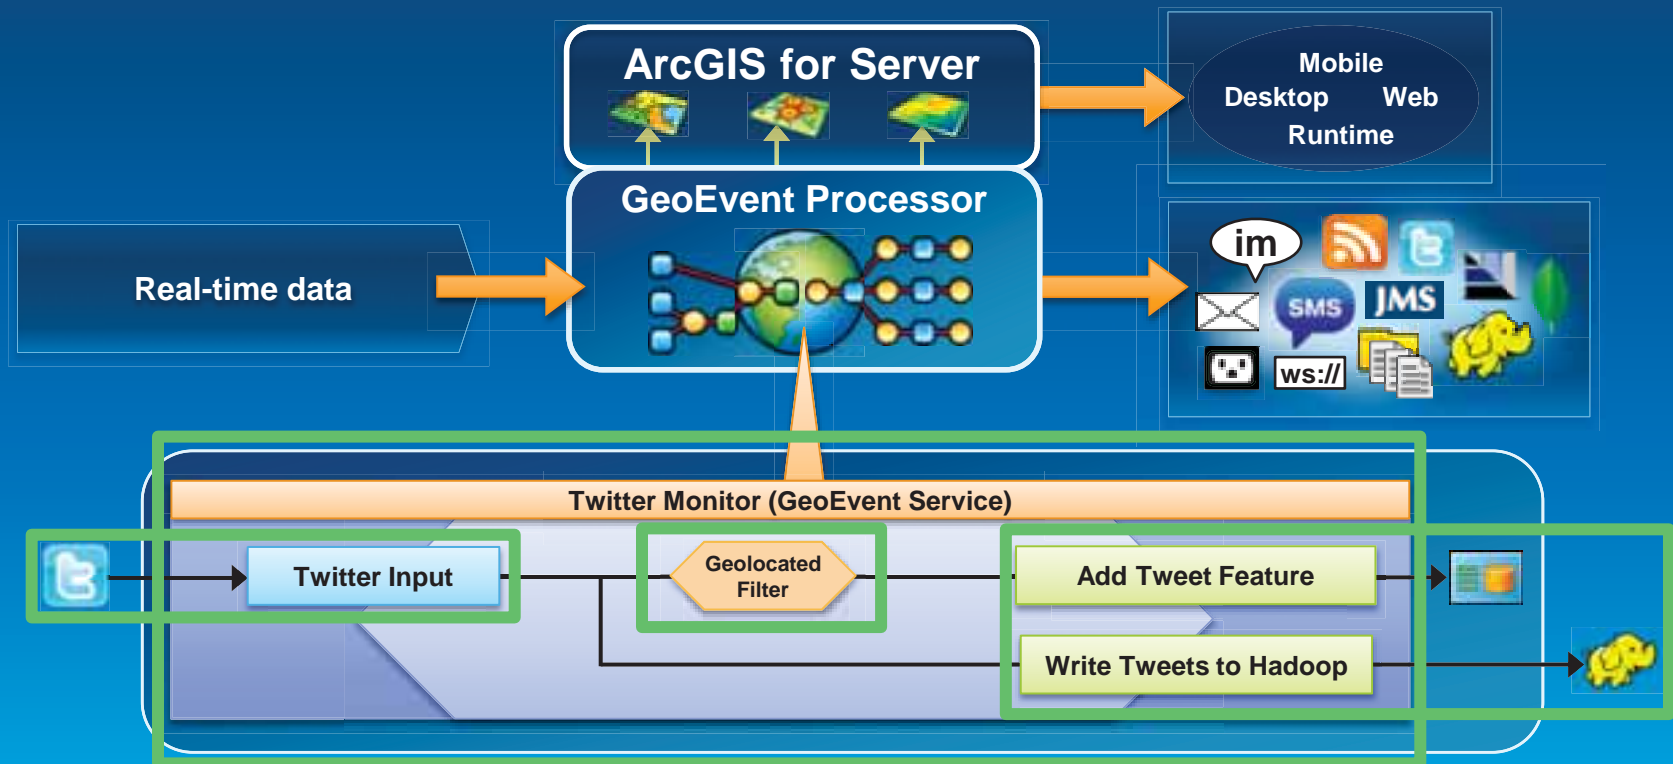 ArcGIS for Server
Mobile
Desktop Web
Runtime
GeoEvent Processor
Real-time data
im
SMS
JMS
ws://
Twitter Monitor (GeoEvent Service)
Twitter Input
Geolocated
Filter
Add Tweet Feature
Write Tweets to Hadoop